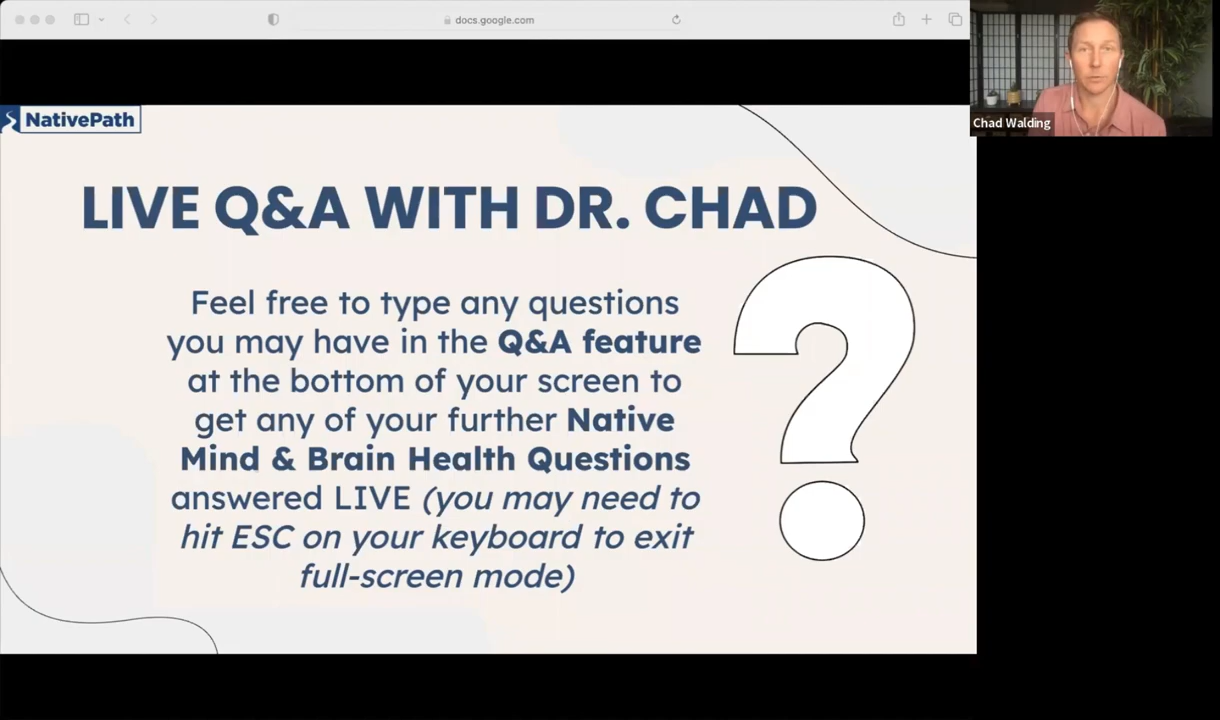 docs.google.com
Chad Walding
NativePath
LIVE Q&A WITH DR. CHAD
Feel free to type any questions
you may have in the Q&A feature
at the bottom of your screen to
get any of your further Native
Mind & Brain Health Questions
answered LIVE (you may need to
hit ESC on your keyboard to exit
full-screen mode)
?